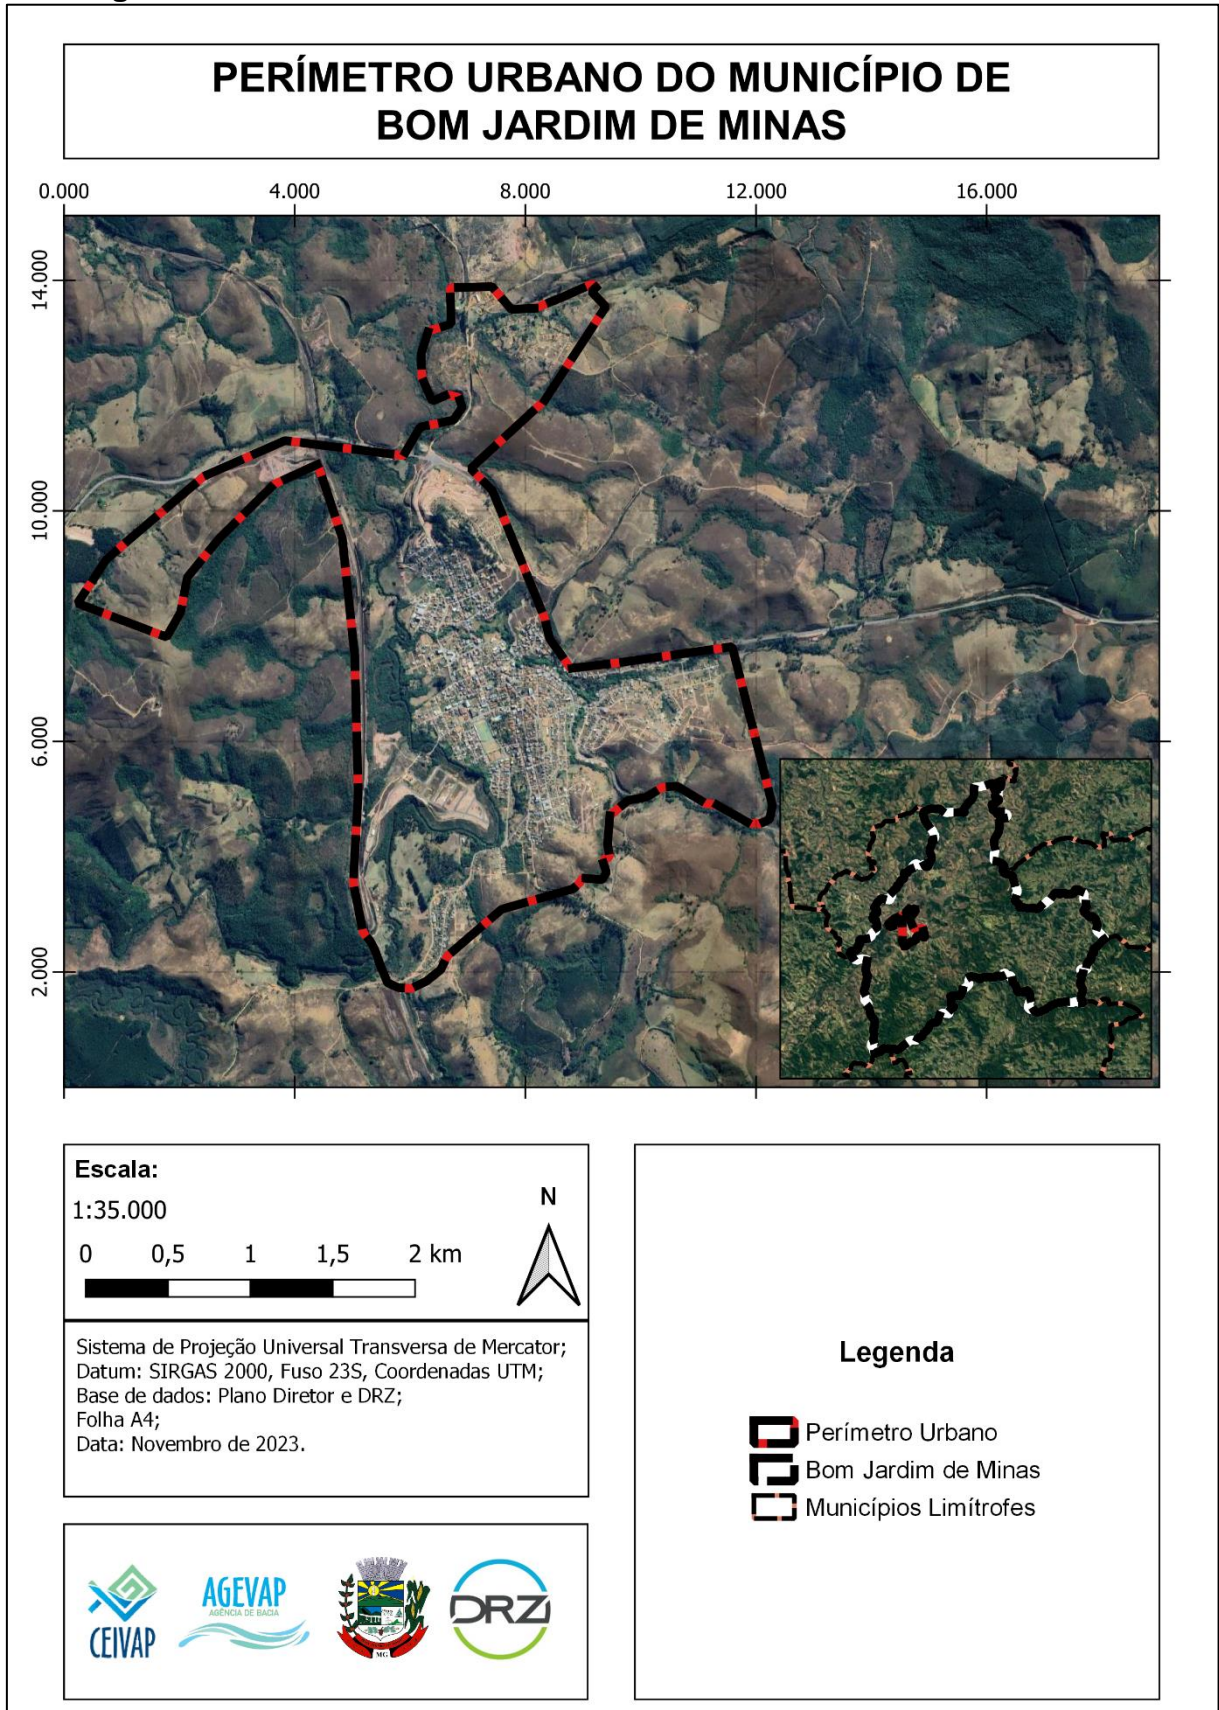 PERÍMETRO URBANO DO MUNICÍPIO DE
BOM JARDIM DE MINAS
0.000 4.000 8.000 12.000 16.000
14.000
10.000
6.000
2.000
Escala:
1:35.000
0 0,5 1 1,5 2 km
N
Sistema de Projeção Universal Transversa de Mercator;
Datum: SIRGAS 2000, Fuso 23S, Coordenadas UTM;
Base de dados: Plano Diretor e DRZ;
Folha A4;
Data: Novembro de 2023.
Legenda
Perímetro Urbano
Bom Jardim de Minas
Municípios Limítrofes
CEIVAP
AGEVAP
AGÊNCIA DE BACIA
MG
DRZ